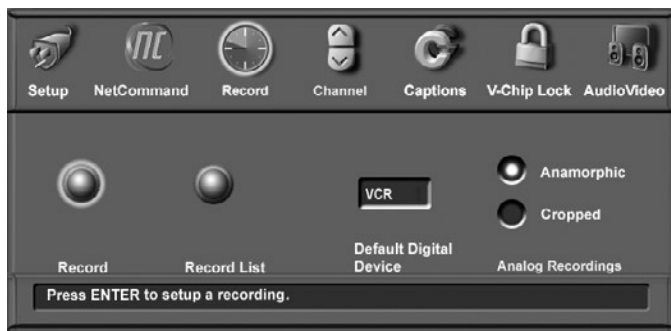 NC
Setup NetCommand Record Channel Captions V-Chip Lock AudioVideo
VCR
Anamorphic
Cropped
Record Record List Default Digital Device Analog Recordings
Press ENTER to setup a recording.